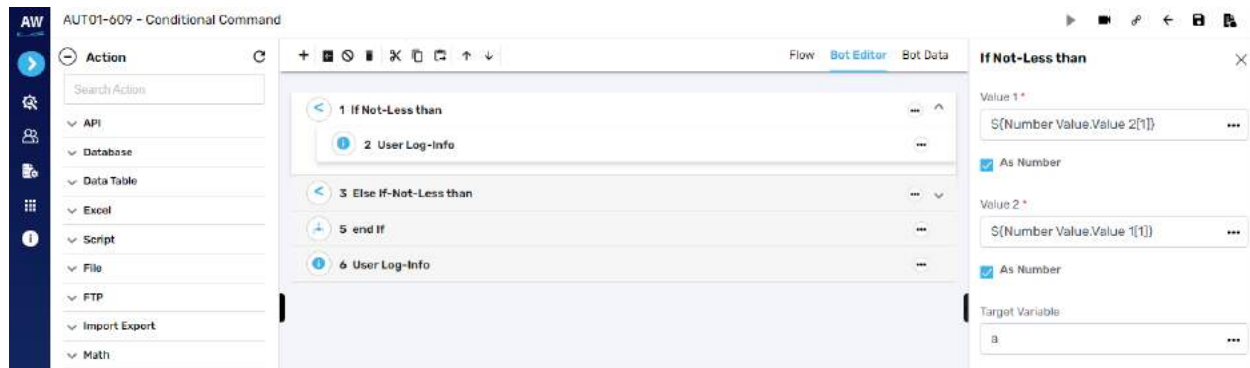 AW
AUT01-609 - Conditional Command
Action
Search Action
API
Database
Data Table
Excel
Script
File
FTP
Import Export
Math
Flow Bot Editor Bot Data
1 If Not-Less than
2 User Log-Info
3 Else If-Not-Less than
5 end If
6 User Log-Info
If Not-Less than
Value 1 *
${Number Value.Value 2[1]}
As Number
Value 2 *
${Number Value.Value 1[1]}
As Number
Target Variable
a